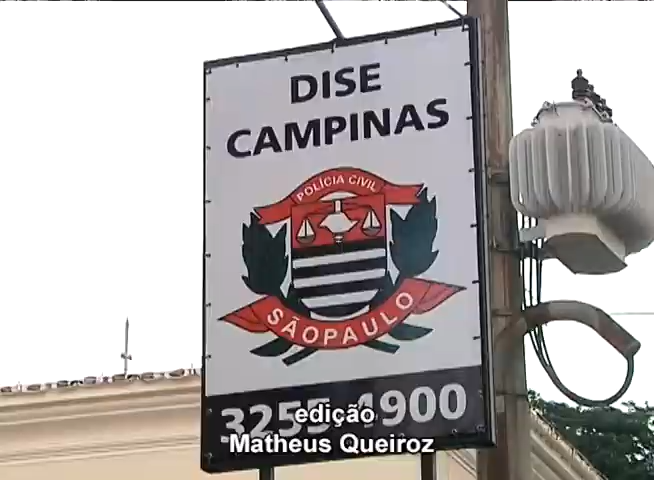 DISE
CAMPINAS
POLÍCIA CIVIL
SÃO PAULO
3255-4900
edição
Matheus Queiroz